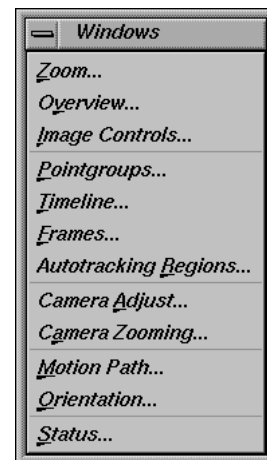 Windows
Zoom...
Overview...
Image Controls...
Pointgroups...
Timeline...
Frames...
Autotracking Regions...
Camera Adjust...
Camera Zooming...
Motion Path...
Orientation...
Status...